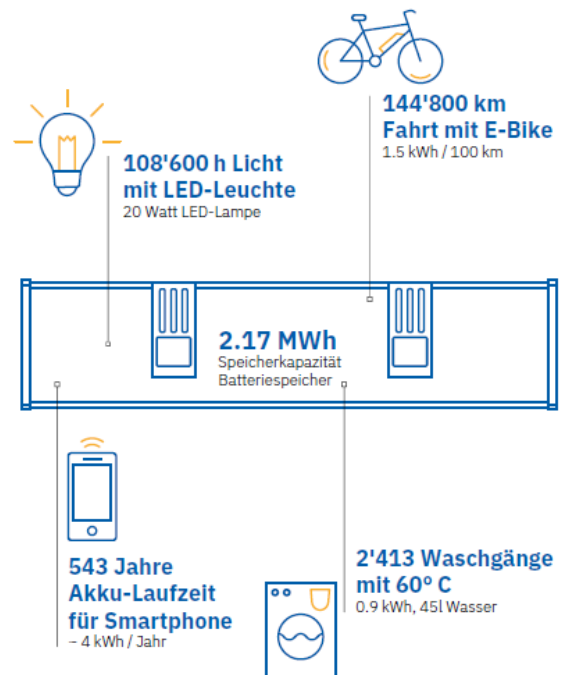 144'800 km
Fahrt mit E-Bike
1.5 kWh / 100 km
108'600 h Licht
mit LED-Leuchte
20 Watt LED-Lampe
2.17 MWh
Speicherkapazität
Batteriespeicher
543 Jahre
Akku-Laufzeit
für Smartphone
~ 4 kWh / Jahr
2'413 Waschgänge
mit 60° C
0.9 kWh, 45l Wasser